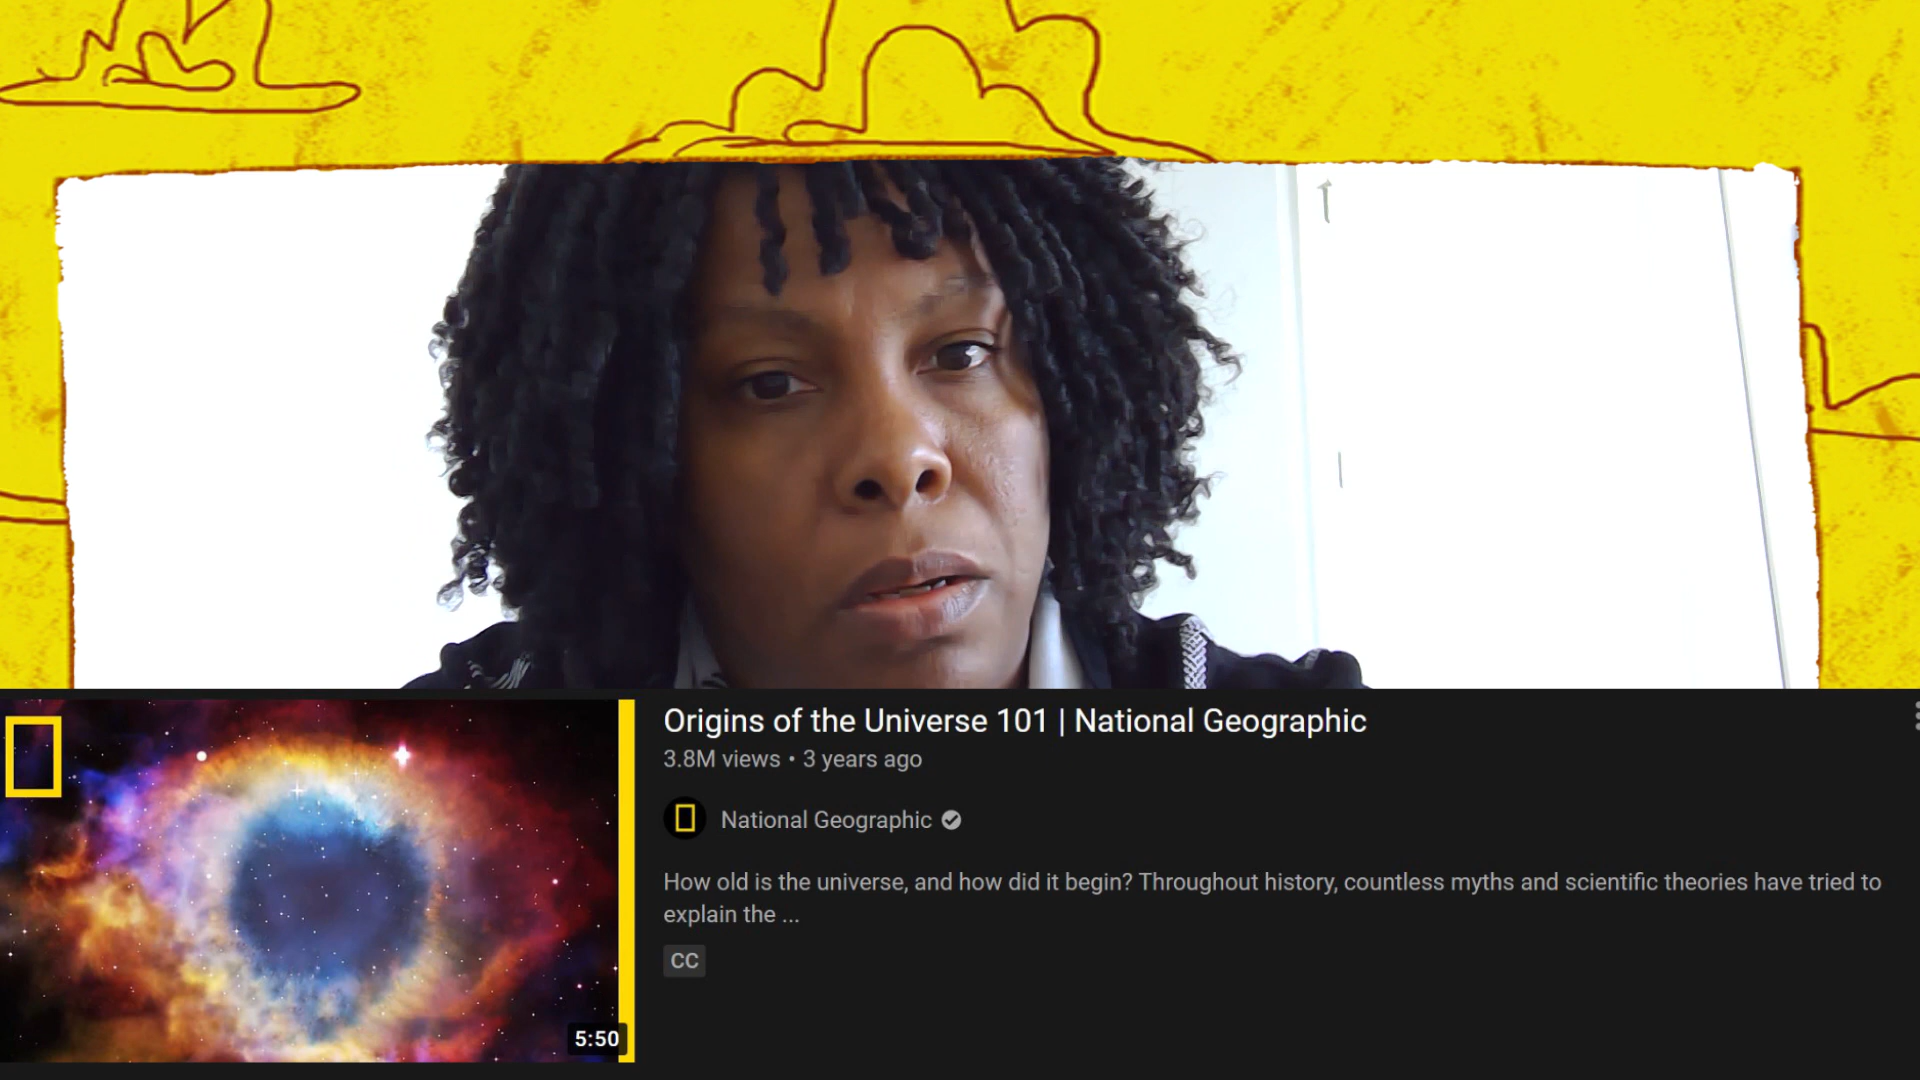 Origins of the Universe 101 | National Geographic
3.8M views • 3 years ago
National Geographic
How old is the universe, and how did it begin? Throughout history, countless myths and scientific theories have tried to
explain the ...
CC
5:50